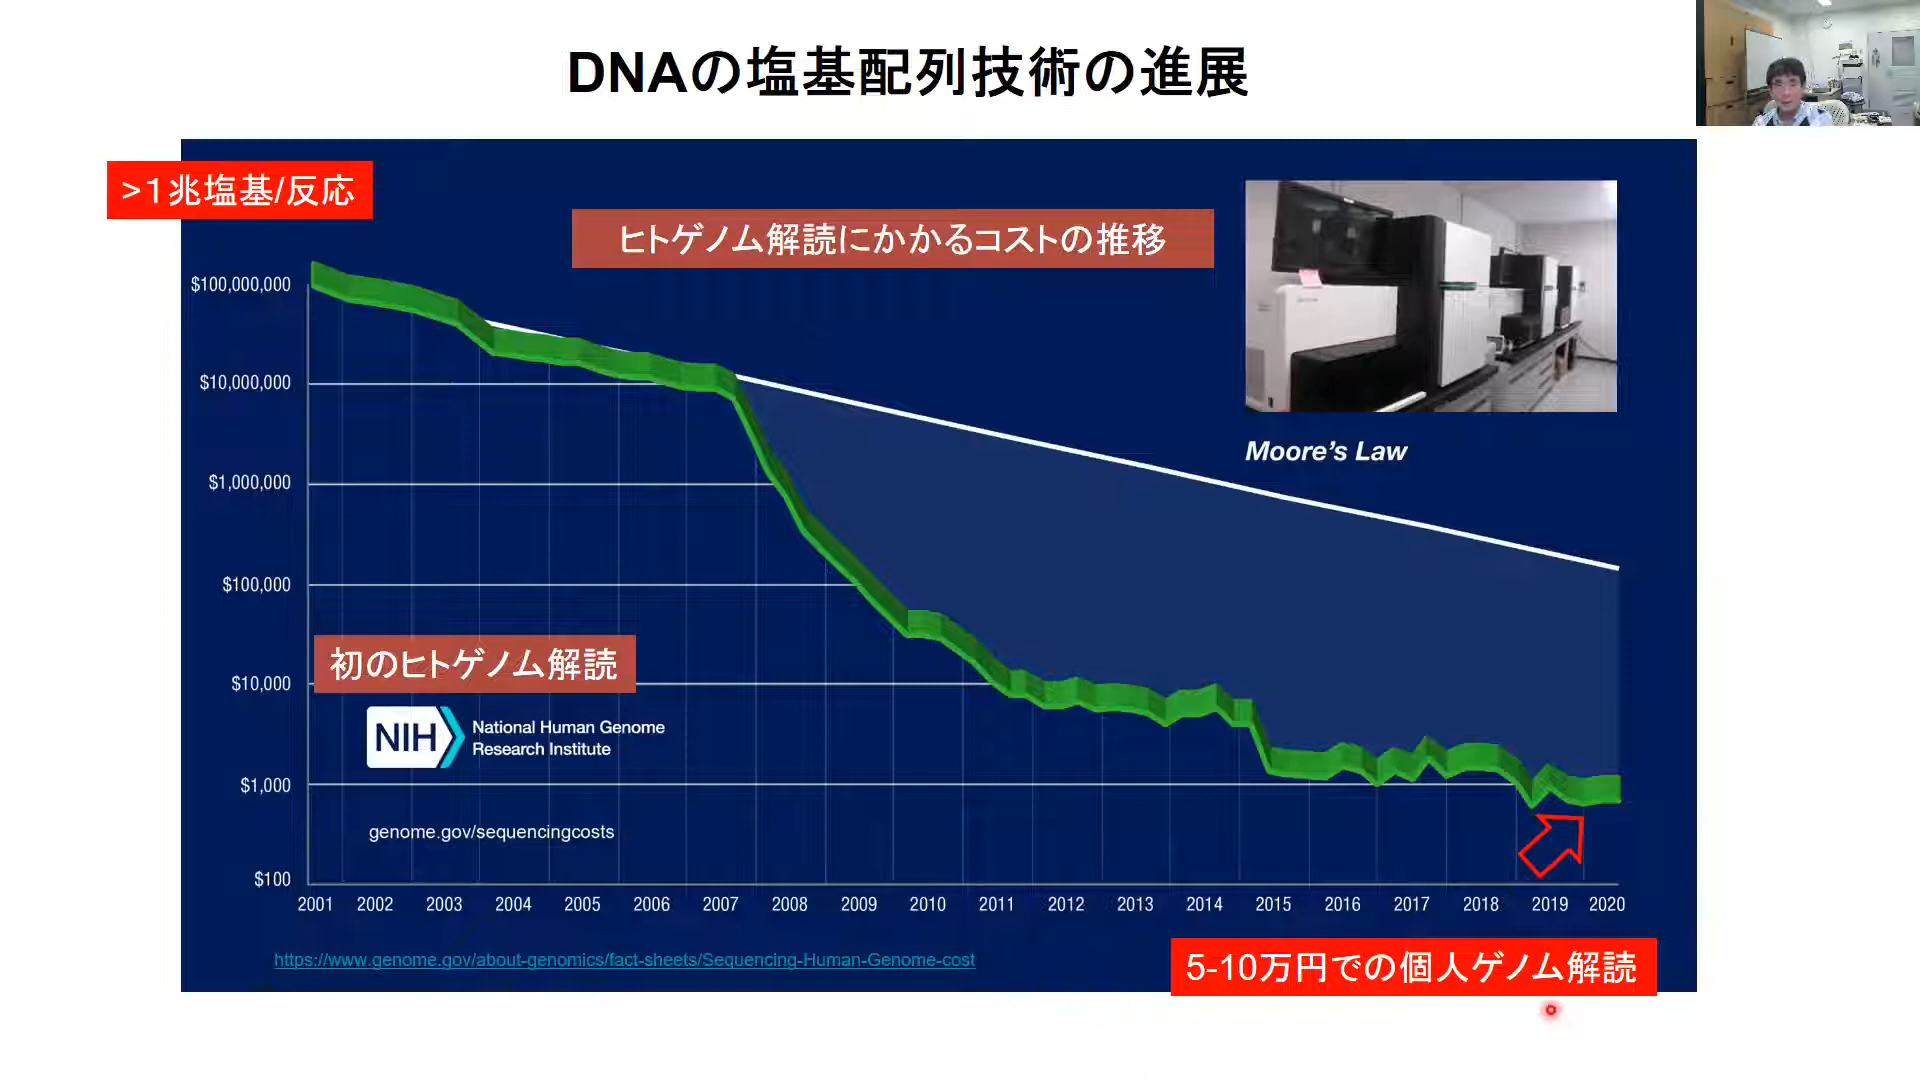 DNAの塩基配列技術の進展
>1兆塩基/反応
ヒトゲノム解読にかかるコストの推移
$100,000,000
$10,000,000
$1,000,000
$100,000
$10,000
$1,000
$100
Moore's Law
初のヒトゲノム解読
NIH
National Human Genome
Research Institute
genome.gov/sequencingcosts
2001 2002 2003 2004 2005 2006 2007 2008 2009 2010 2011 2012 2013 2014 2015 2016 2017 2018 2019 2020
https://www.genome.gov/about-genomics/fact-sheets/Sequencing-Human-Genome-cost
5-10万円での個人ゲノム解読